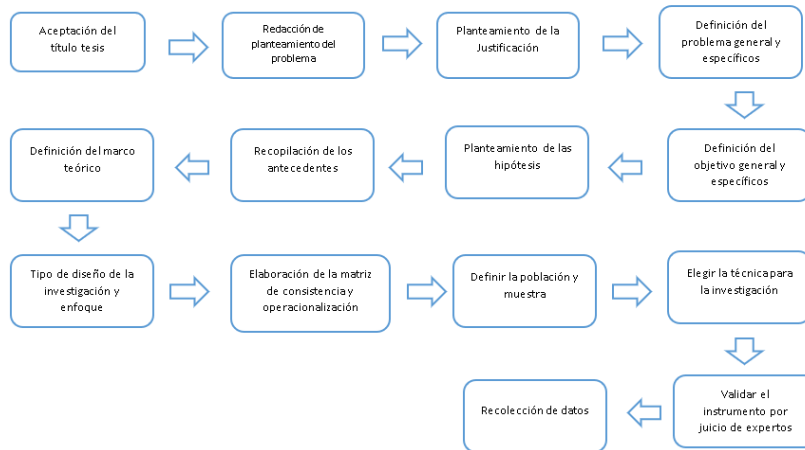 Aceptación del
título tesis
Redacción de
planteamiento del
problema
Planteamiento de la
Justificación
Definición del
problema general y
específicos
Definición del
objetivo general y
específicos
Planteamiento de las
hipótesis
Recopilación de los
antecedentes
Definición del marco
teórico
Tipo de diseño de la
investigación y
enfoque
Elaboración de la matriz
de consistencia y
operacionalización
Definir la población y
muestra
Elegir la técnica para
la investigación
Validar el
instrumento por
juicio de expertos
Recolección de datos